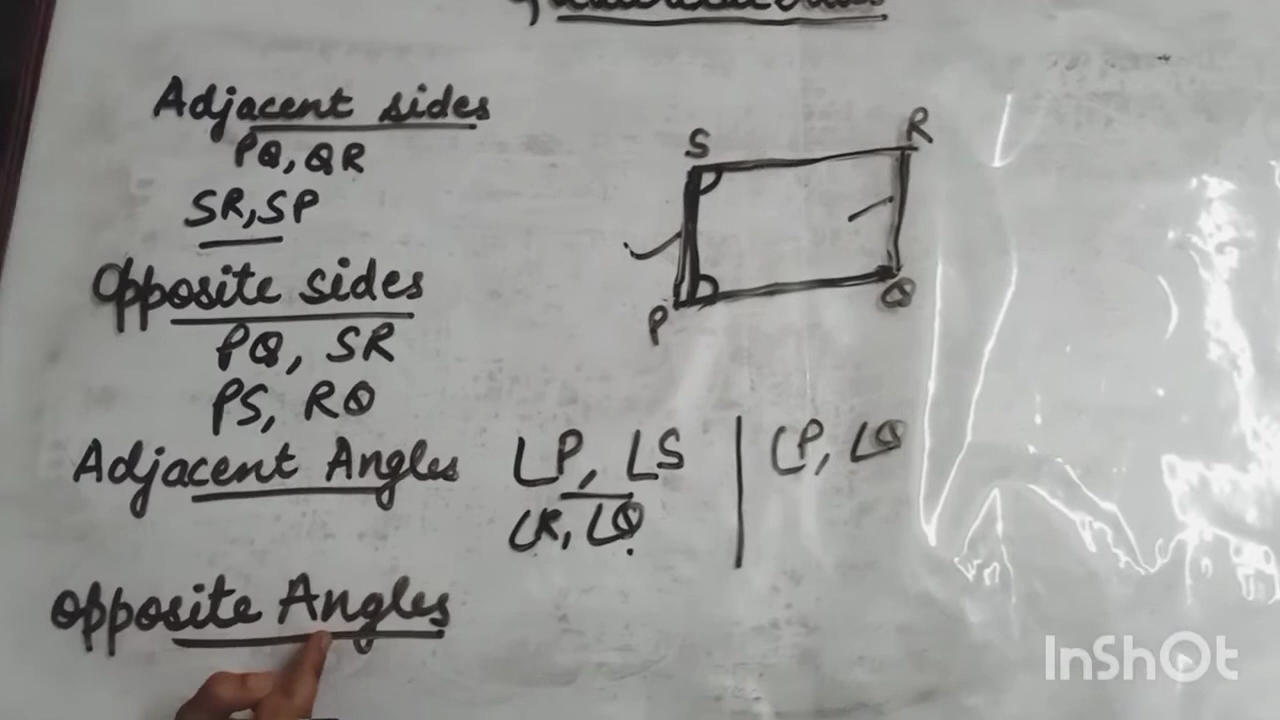 Adjacent sides
PQ, QR
SR, SP
Opposite sides
PQ, SR
PS, RQ
Adjacent Angles
∠P, ∠S
∠R, ∠Q
∠P, ∠Q
Opposite Angles
S
R
P
Q
InShOt